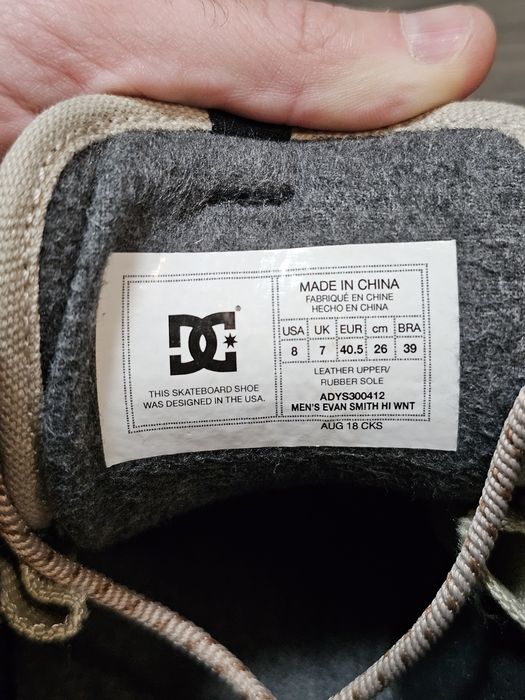 DC
®
THIS SKATEBOARD SHOE
WAS DESIGNED IN THE USA.
MADE IN CHINA
FABRIQUÉ EN CHINE
HECHO EN CHINA
USA UK EUR cm BRA
8 7 40.5 26 39
LEATHER UPPER/
RUBBER SOLE
ADYS300412
MEN'S EVAN SMITH HI WNT
AUG 18 CKS